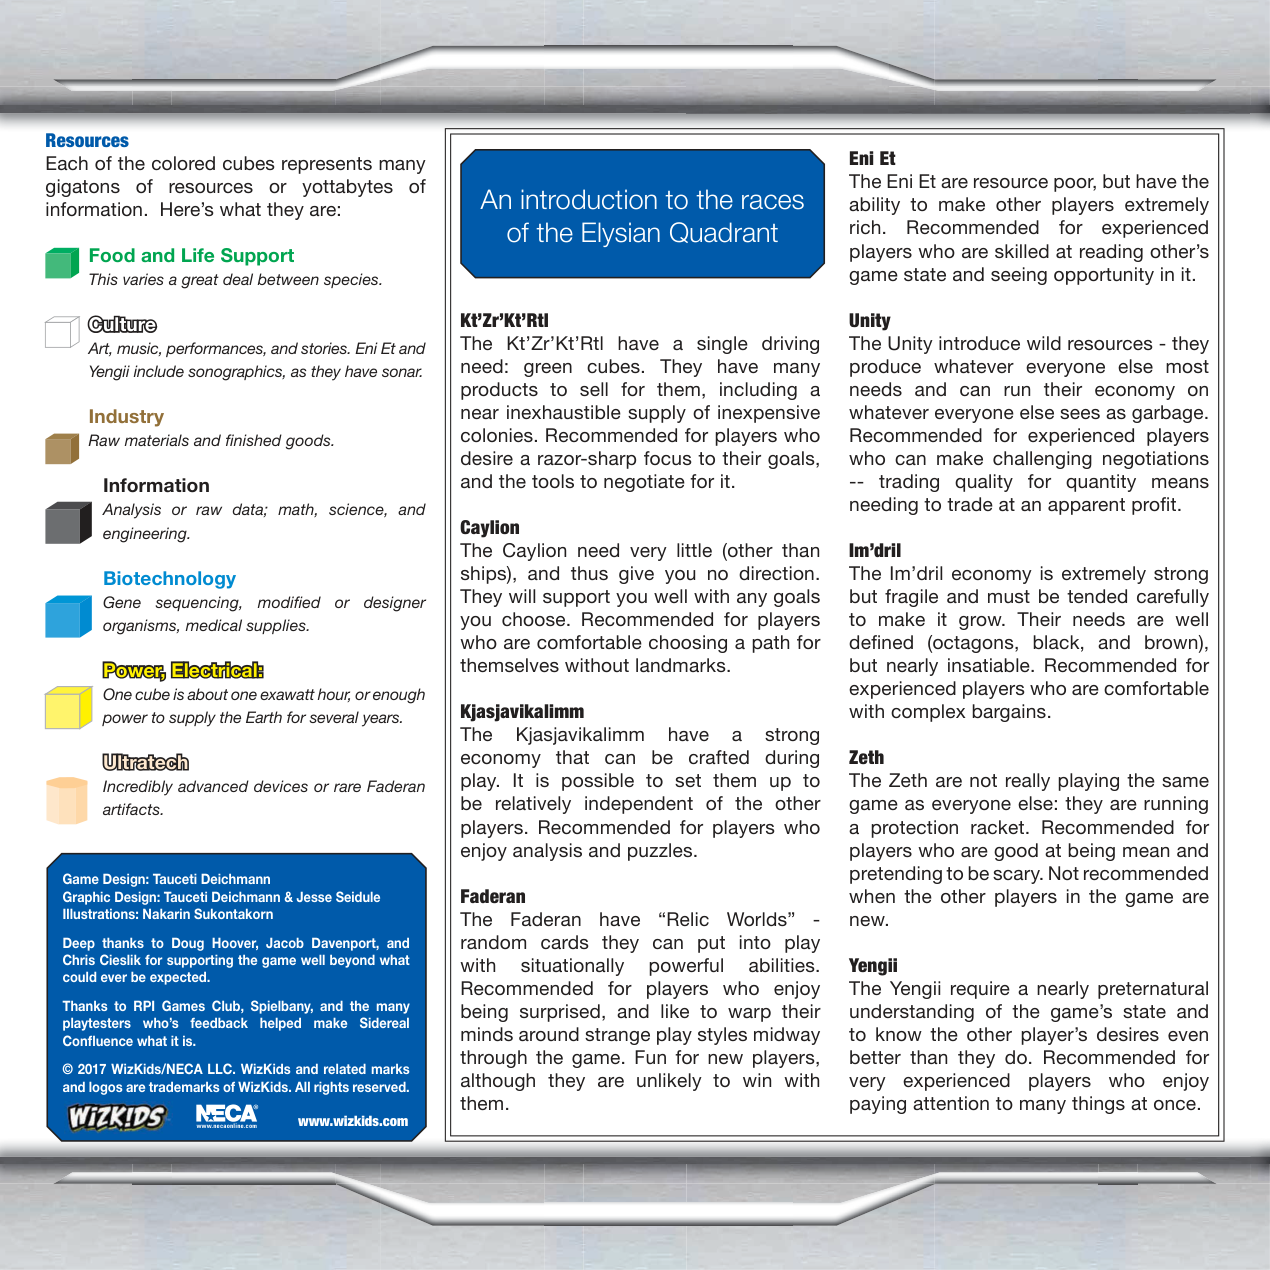 Resources
Each of the colored cubes represents many
gigatons of resources or yottabytes of
information.  Here’s what they are:
Food and Life Support
This varies a great deal between species.
Culture
Art, music, performances, and stories. Eni Et and
Yengii include sonographics, as they have sonar.
Industry
Raw materials and finished goods.
Information
Analysis or raw data; math, science, and
engineering.
Biotechnology
Gene sequencing, modified or designer
organisms, medical supplies.
Power, Electrical:
One cube is about one exawatt hour, or enough
power to supply the Earth for several years.
Ultratech
Incredibly advanced devices or rare Faderan
artifacts.
Game Design: Tauceti Deichmann
Graphic Design: Tauceti Deichmann & Jesse Seidule
Illustrations: Nakarin Sukontakorn
Deep thanks to Doug Hoover, Jacob Davenport, and
Chris Cieslik for supporting the game well beyond what
could ever be expected.
Thanks to RPI Games Club, Spielbany, and the many
playtesters who’s feedback helped make Sidereal
Confluence what it is.
© 2017 WizKids/NECA LLC. WizKids and related marks
and logos are trademarks of WizKids. All rights reserved.
WIZKIDS
NECA®
www.necaonline.com
www.wizkids.com
An introduction to the races
of the Elysian Quadrant
Kt’Zr’Kt’Rtl
The Kt’Zr’Kt’Rtl have a single driving
need: green cubes. They have many
products to sell for them, including a
near inexhaustible supply of inexpensive
colonies. Recommended for players who
desire a razor-sharp focus to their goals,
and the tools to negotiate for it.
Caylion
The Caylion need very little (other than
ships), and thus give you no direction.
They will support you well with any goals
you choose. Recommended for players
who are comfortable choosing a path for
themselves without landmarks.
Kjasjavikalimm
The Kjasjavikalimm have a strong
economy that can be crafted during
play. It is possible to set them up to
be relatively independent of the other
players. Recommended for players who
enjoy analysis and puzzles.
Faderan
The Faderan have “Relic Worlds” -
random cards they can put into play
with situationally powerful abilities.
Recommended for players who enjoy
being surprised, and like to warp their
minds around strange play styles midway
through the game. Fun for new players,
although they are unlikely to win with
them.
Eni Et
The Eni Et are resource poor, but have the
ability to make other players extremely
rich. Recommended for experienced
players who are skilled at reading other’s
game state and seeing opportunity in it.
Unity
The Unity introduce wild resources - they
produce whatever everyone else most
needs and can run their economy on
whatever everyone else sees as garbage.
Recommended for experienced players
who can make challenging negotiations
-- trading quality for quantity means
needing to trade at an apparent profit.
Im’dril
The Im’dril economy is extremely strong
but fragile and must be tended carefully
to make it grow. Their needs are well
defined (octagons, black, and brown),
but nearly insatiable. Recommended for
experienced players who are comfortable
with complex bargains.
Zeth
The Zeth are not really playing the same
game as everyone else: they are running
a protection racket. Recommended for
players who are good at being mean and
pretending to be scary. Not recommended
when the other players in the game are
new.
Yengii
The Yengii require a nearly preternatural
understanding of the game’s state and
to know the other player’s desires even
better than they do. Recommended for
very experienced players who enjoy
paying attention to many things at once.